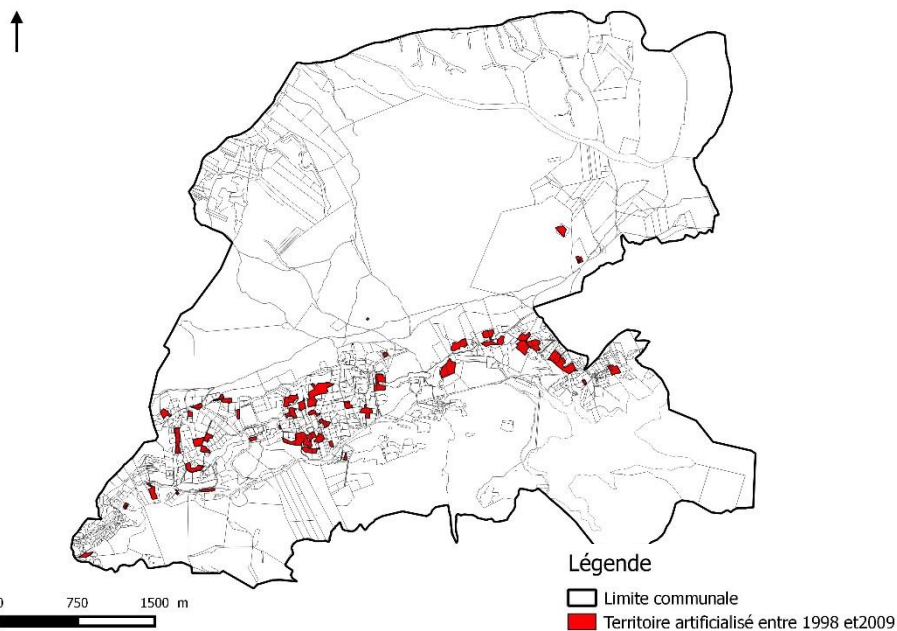 Légende
Limite communale
Territoire artificialisé entre 1998 et2009
0 750 1500 m